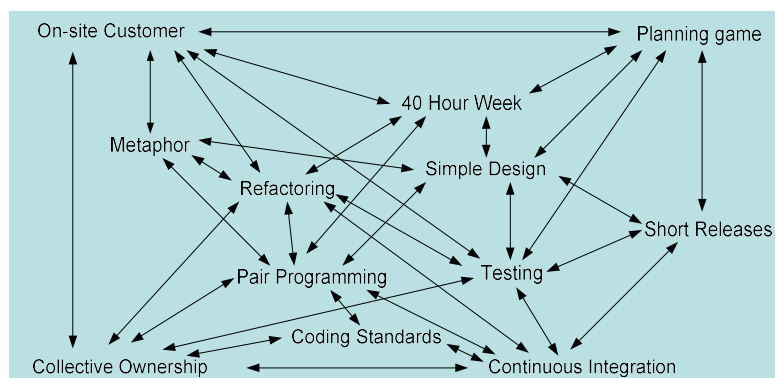 On-site Customer
Planning game
40 Hour Week
Metaphor
Simple Design
Refactoring
Short Releases
Pair Programming
Testing
Coding Standards
Collective Ownership
Continuous Integration